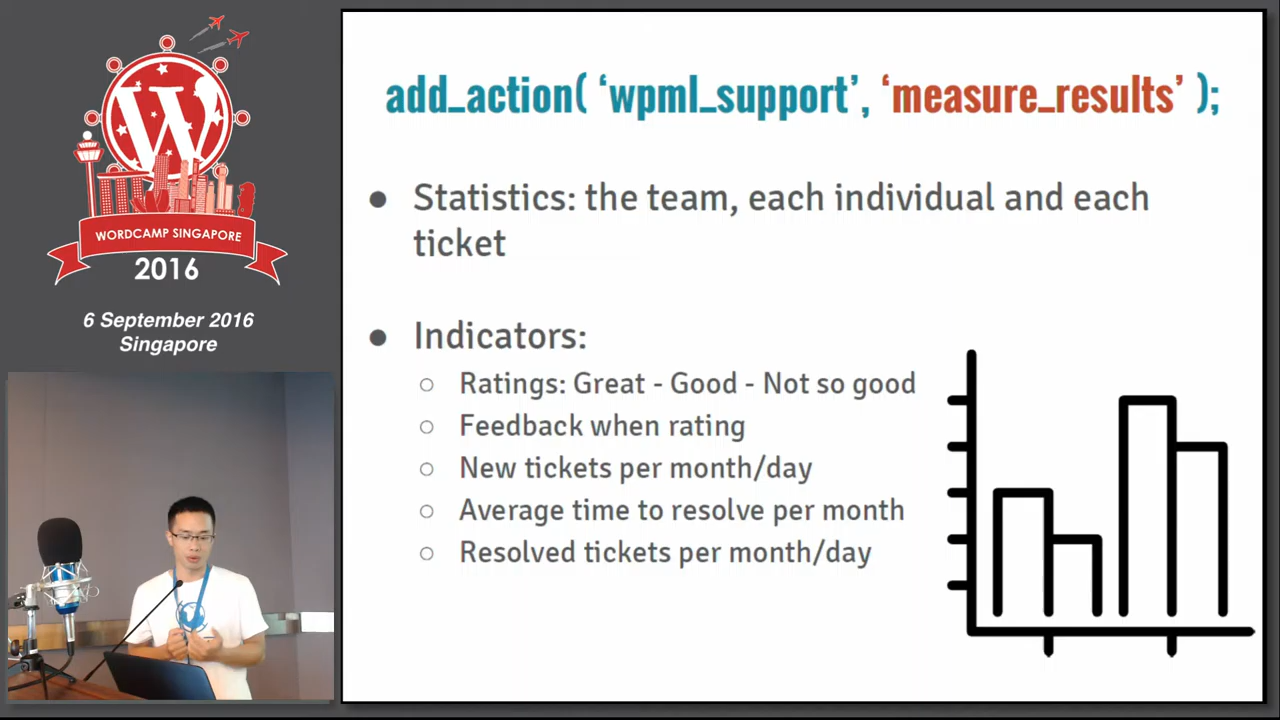 WORDCAMP SINGAPORE
2016
6 September 2016
Singapore
add_action( ‘wpml_support’, ‘measure_results’ );
● Statistics: the team, each individual and each
ticket
● Indicators:
○ Ratings: Great - Good - Not so good
○ Feedback when rating
○ New tickets per month/day
○ Average time to resolve per month
○ Resolved tickets per month/day